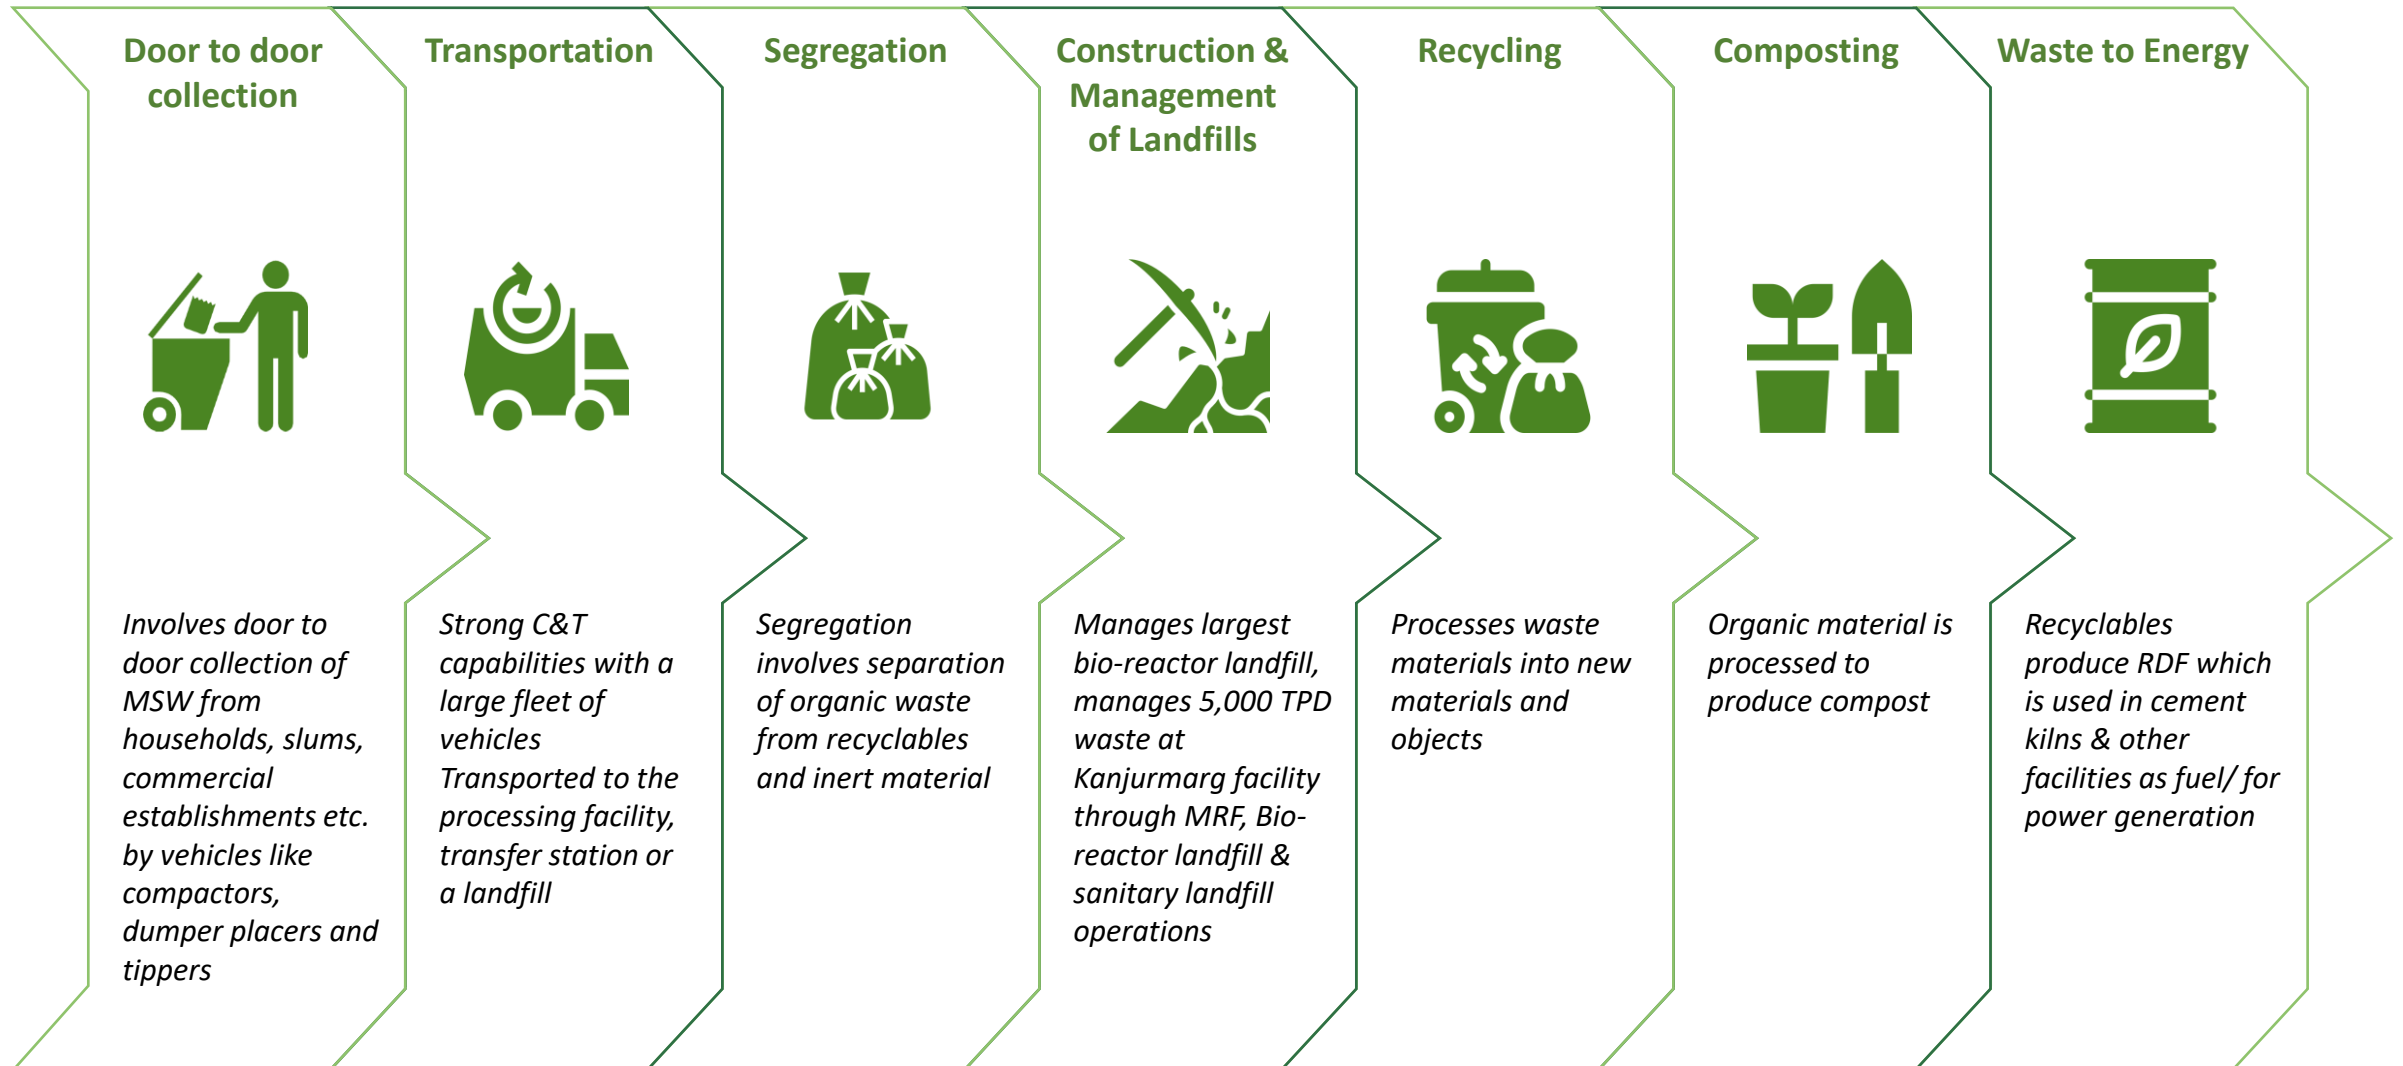 Door to door
collection
Involves door to
door collection of
MSW from
households, slums,
commercial
establishments etc.
by vehicles like
compactors,
dumper placers and
tippers
Transportation
Strong C&T
capabilities with a
large fleet of
vehicles
Transported to the
processing facility,
transfer station or
a landfill
Segregation
Segregation
involves separation
of organic waste
from recyclables
and inert material
Construction &
Management
of Landfills
Manages largest
bio-reactor landfill,
manages 5,000 TPD
waste at
Kanjurmarg facility
through MRF, Bio-
reactor landfill &
sanitary landfill
operations
Recycling
Processes waste
materials into new
materials and
objects
Composting
Organic material is
processed to
produce compost
Waste to Energy
Recyclables
produce RDF which
is used in cement
kilns & other
facilities as fuel/ for
power generation